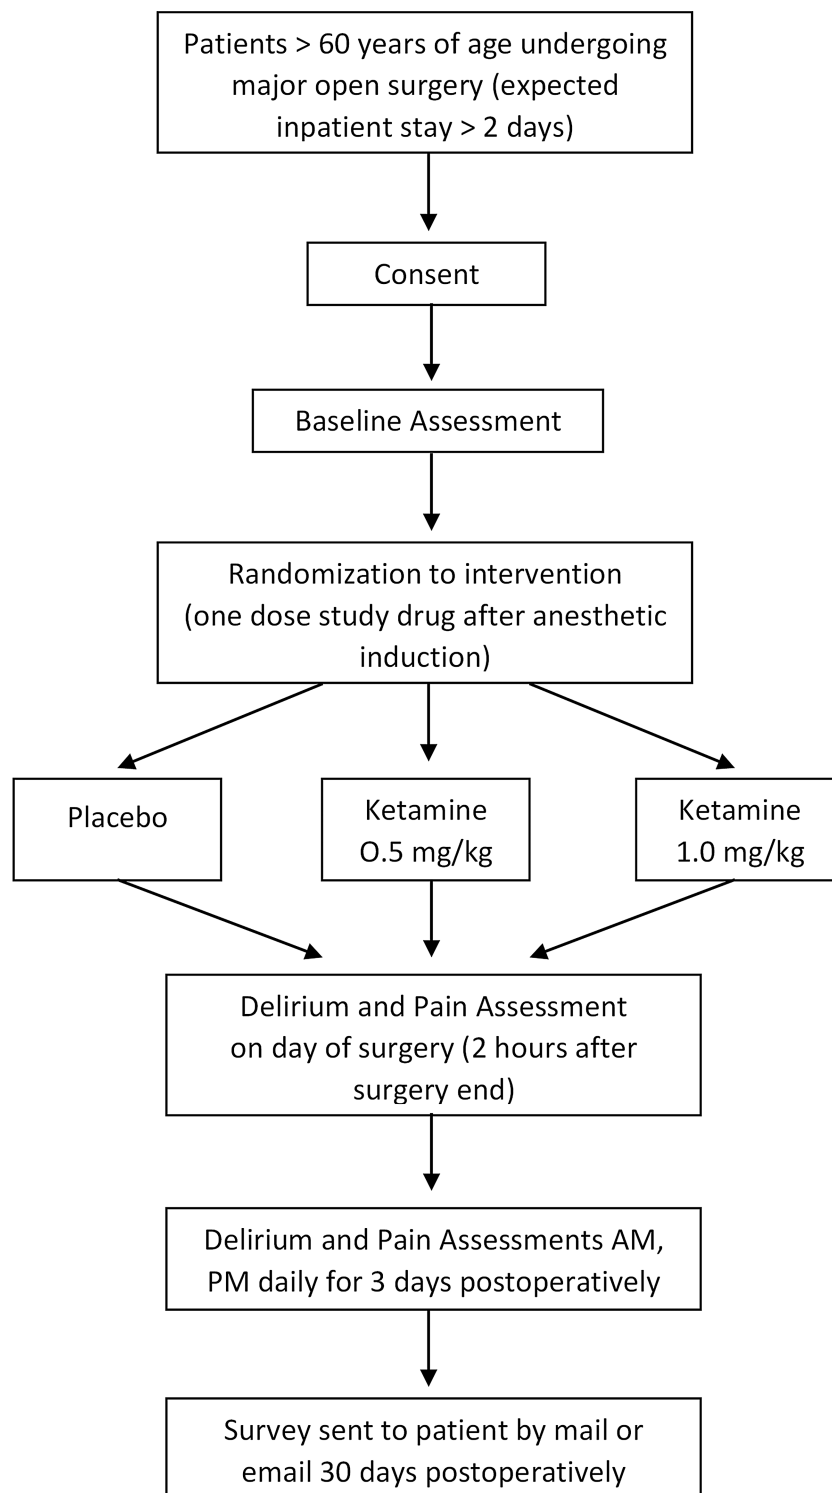 Patients > 60 years of age undergoing
major open surgery (expected
inpatient stay > 2 days)
Consent
Baseline Assessment
Randomization to intervention
(one dose study drug after anesthetic
induction)
Placebo
Ketamine
O.5 mg/kg
Ketamine
1.0 mg/kg
Delirium and Pain Assessment
on day of surgery (2 hours after
surgery end)
Delirium and Pain Assessments AM,
PM daily for 3 days postoperatively
Survey sent to patient by mail or
email 30 days postoperatively